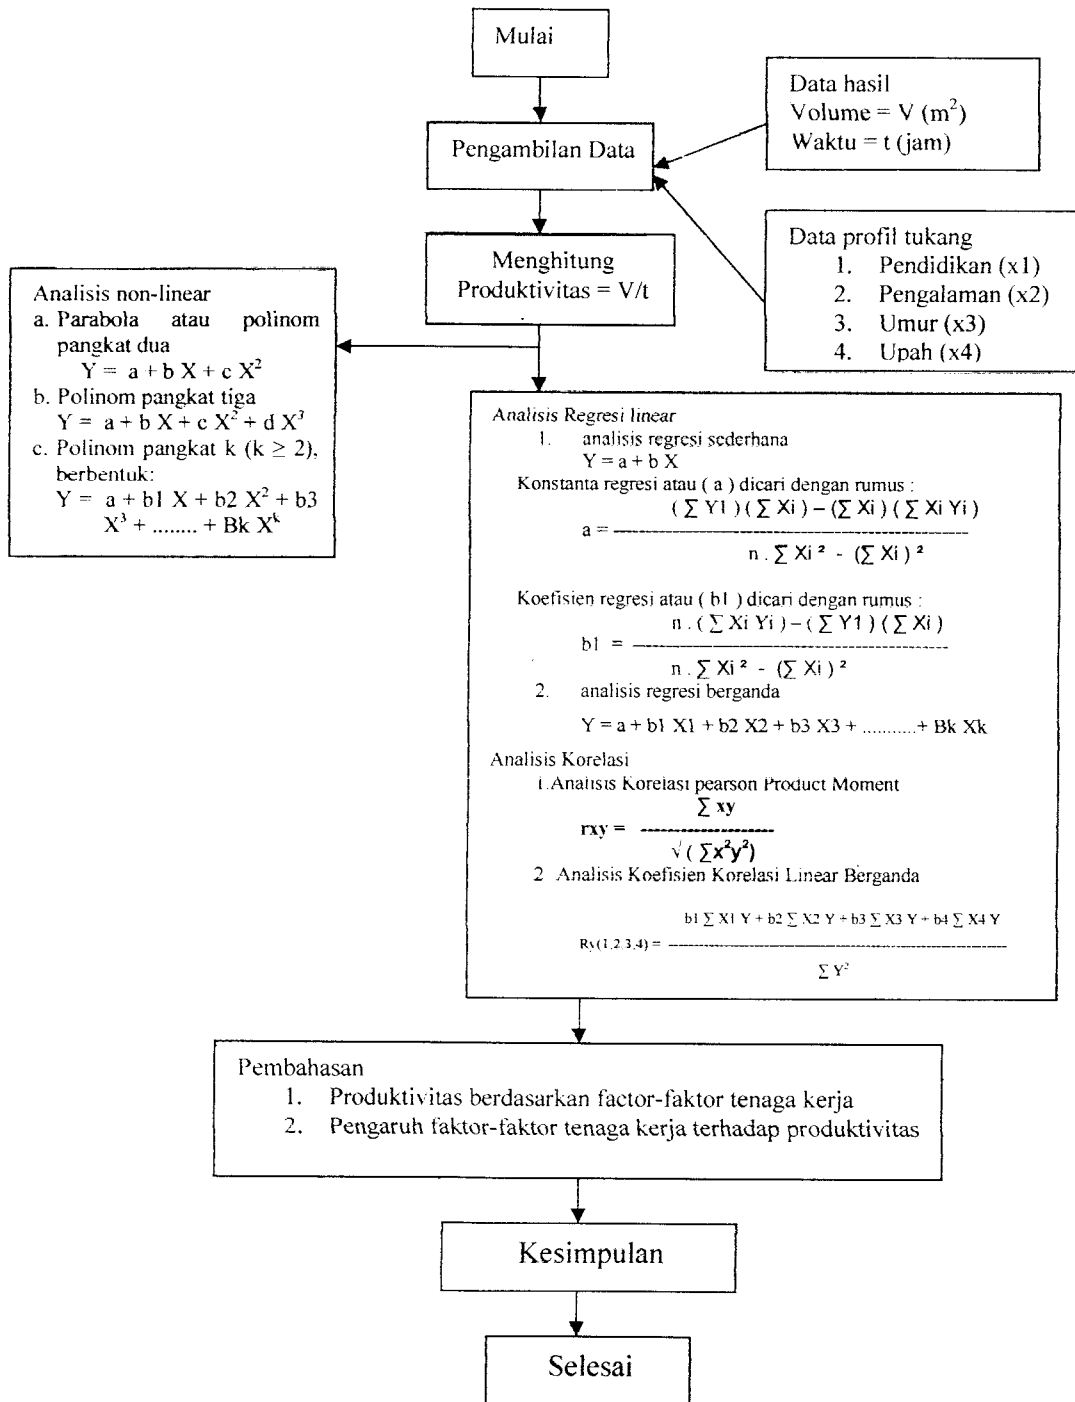 Mulai
Pengambilan Data
Data hasil
Volume = V (m²)
Waktu = t (jam)
Data profil tukang
1. Pendidikan (x1)
2. Pengalaman (x2)
3. Umur (x3)
4. Upah (x4)
Menghitung
Produktivitas = V/t
Analisis non-linear
a. Parabola atau polinom
pangkat dua
Y = a + b X + c X²
b. Polinom pangkat tiga
Y = a + b X + c X² + d X³
c. Polinom pangkat k (k ≥ 2),
berbentuk:
Y = a + b1 X + b2 X² + b3
X³ + ........ + Bk Xᵏ
Analisis Regresi linear
1. analisis regresi sederhana
Y = a + b X
Konstanta regresi atau ( a ) dicari dengan rumus :
( ∑ Y1 ) ( ∑ Xi ) – (∑ Xi ) ( ∑ Xi Yi )
a = ------------------------------------------------
n . ∑ Xi ² - (∑ Xi ) ²
Koefisien regresi atau ( b1 ) dicari dengan rumus :
n . ( ∑ Xi Yi ) – ( ∑ Y1 ) ( ∑ Xi )
b1 = ------------------------------------------------
n . ∑ Xi ² - (∑ Xi ) ²
2. analisis regresi berganda
Y = a + b1 X1 + b2 X2 + b3 X3 + ..........+ Bk Xk
Analisis Korelasi
1.Analisis Korelasi pearson Product Moment
∑ xy
rxy = --------------------
√ ( ∑x²y²)
2 Analisis Koefisien Korelasi Linear Berganda
b1 ∑ X1 Y + b2 ∑ X2 Y + b3 ∑ X3 Y + b4 ∑ X4 Y
Ry(1,2,3,4) = ------------------------------------------------
∑ Y²
Pembahasan
1. Produktivitas berdasarkan factor-faktor tenaga kerja
2. Pengaruh faktor-faktor tenaga kerja terhadap produktivitas
Kesimpulan
Selesai